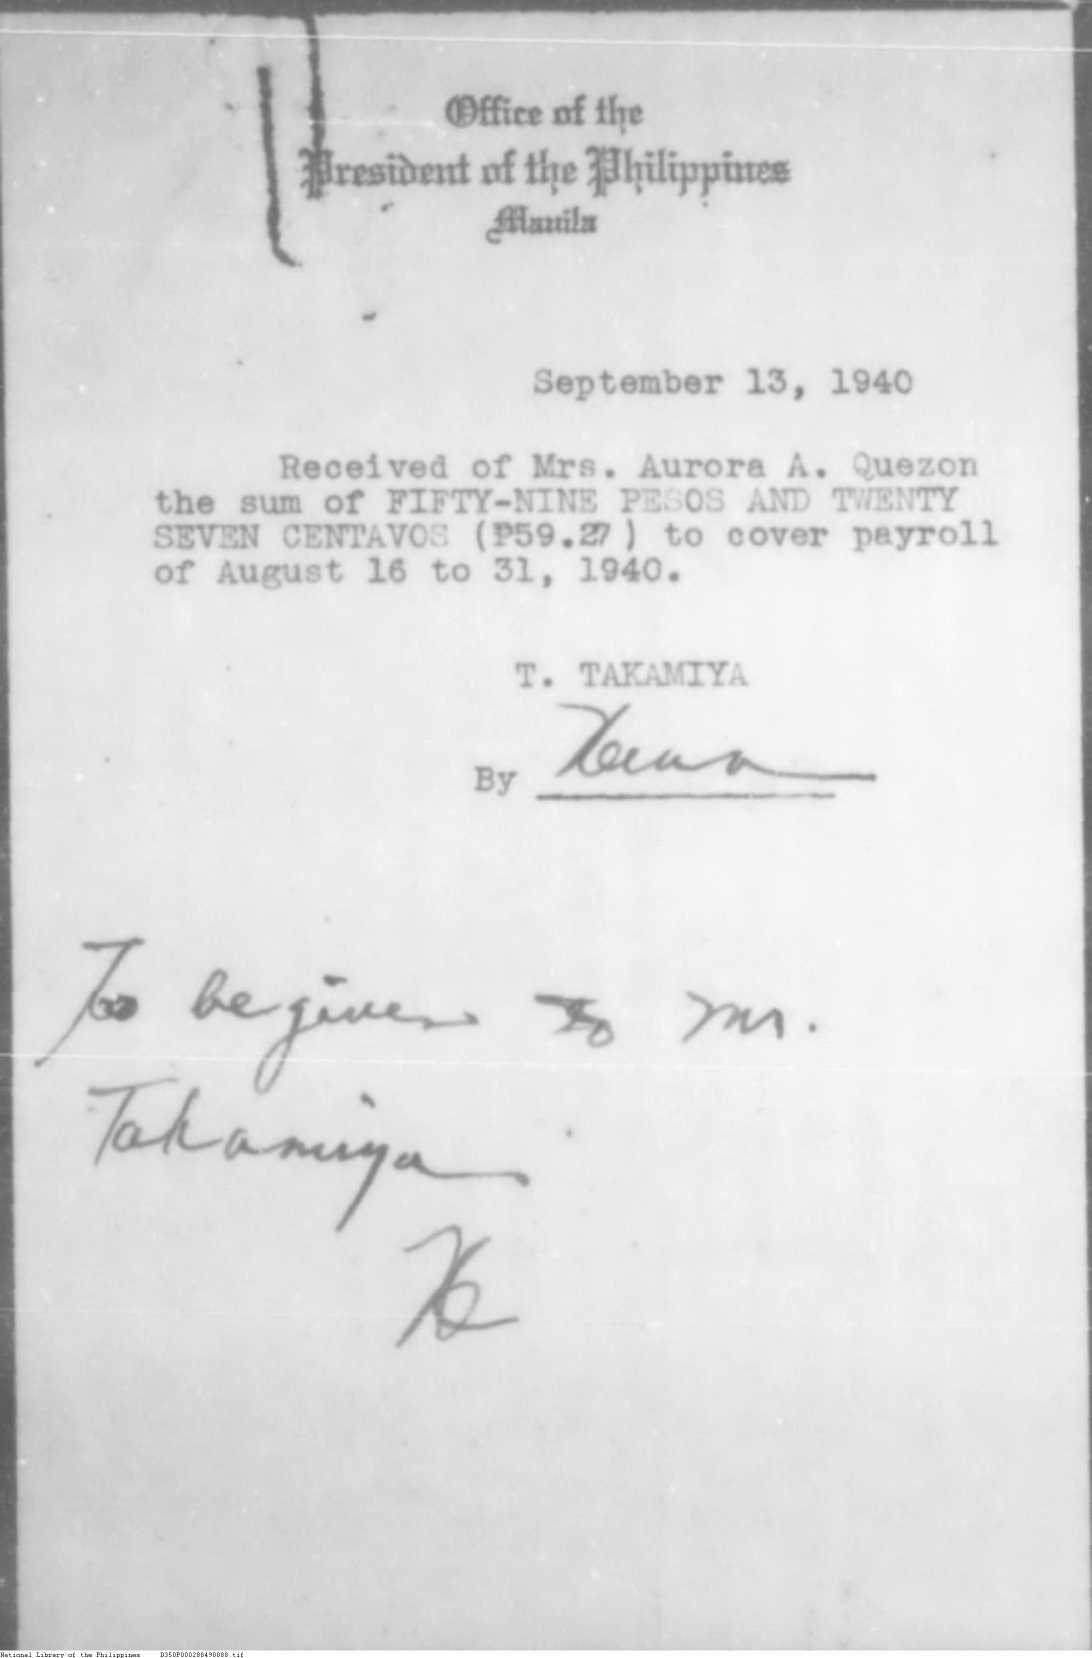 Office of the
President of the Philippines
Manila
September 13, 1940
Received of Mrs. Aurora A. Quezon
the sum of FIFTY-NINE PESOS AND TWENTY
SEVEN CENTAVOS (₱59.27) to cover payroll
of August 16 to 31, 1940.
T. TAKAMIYA
By
To be given to Mr.
Takamiya
National Library of the Philippines